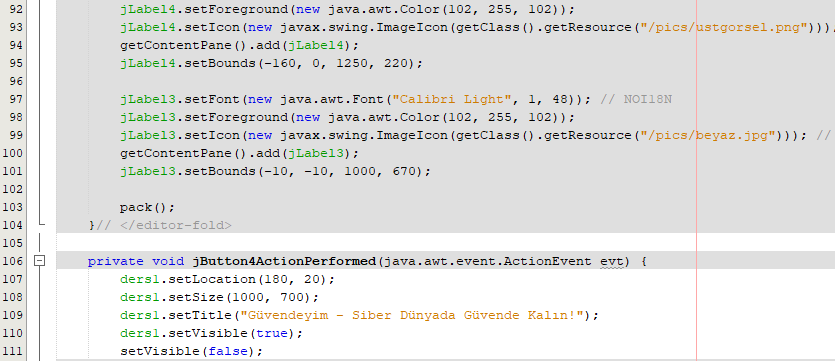 92 jLabel4.setForeground(new java.awt.Color(102, 255, 102));
93 jLabel4.setIcon(new javax.swing.ImageIcon(getClass().getResource("/pics/ustgorsel.png")));
94 getContentPane().add(jLabel4);
95 jLabel4.setBounds(-160, 0, 1250, 220);
96
97 jLabel3.setFont(new java.awt.Font("Calibri Light", 1, 48)); // NOI18N
98 jLabel3.setForeground(new java.awt.Color(102, 255, 102));
99 jLabel3.setIcon(new javax.swing.ImageIcon(getClass().getResource("/pics/beyaz.jpg"))); //
100 getContentPane().add(jLabel3);
101 jLabel3.setBounds(-10, -10, 1000, 670);
102
103 pack();
104 }// </editor-fold>
105
106 private void jButton4ActionPerformed(java.awt.event.ActionEvent evt) {
107 ders1.setLocation(180, 20);
108 ders1.setSize(1000, 700);
109 ders1.setTitle("Güvendeyim - Siber Dünyada Güvende Kalın!");
110 ders1.setVisible(true);
111 setVisible(false);